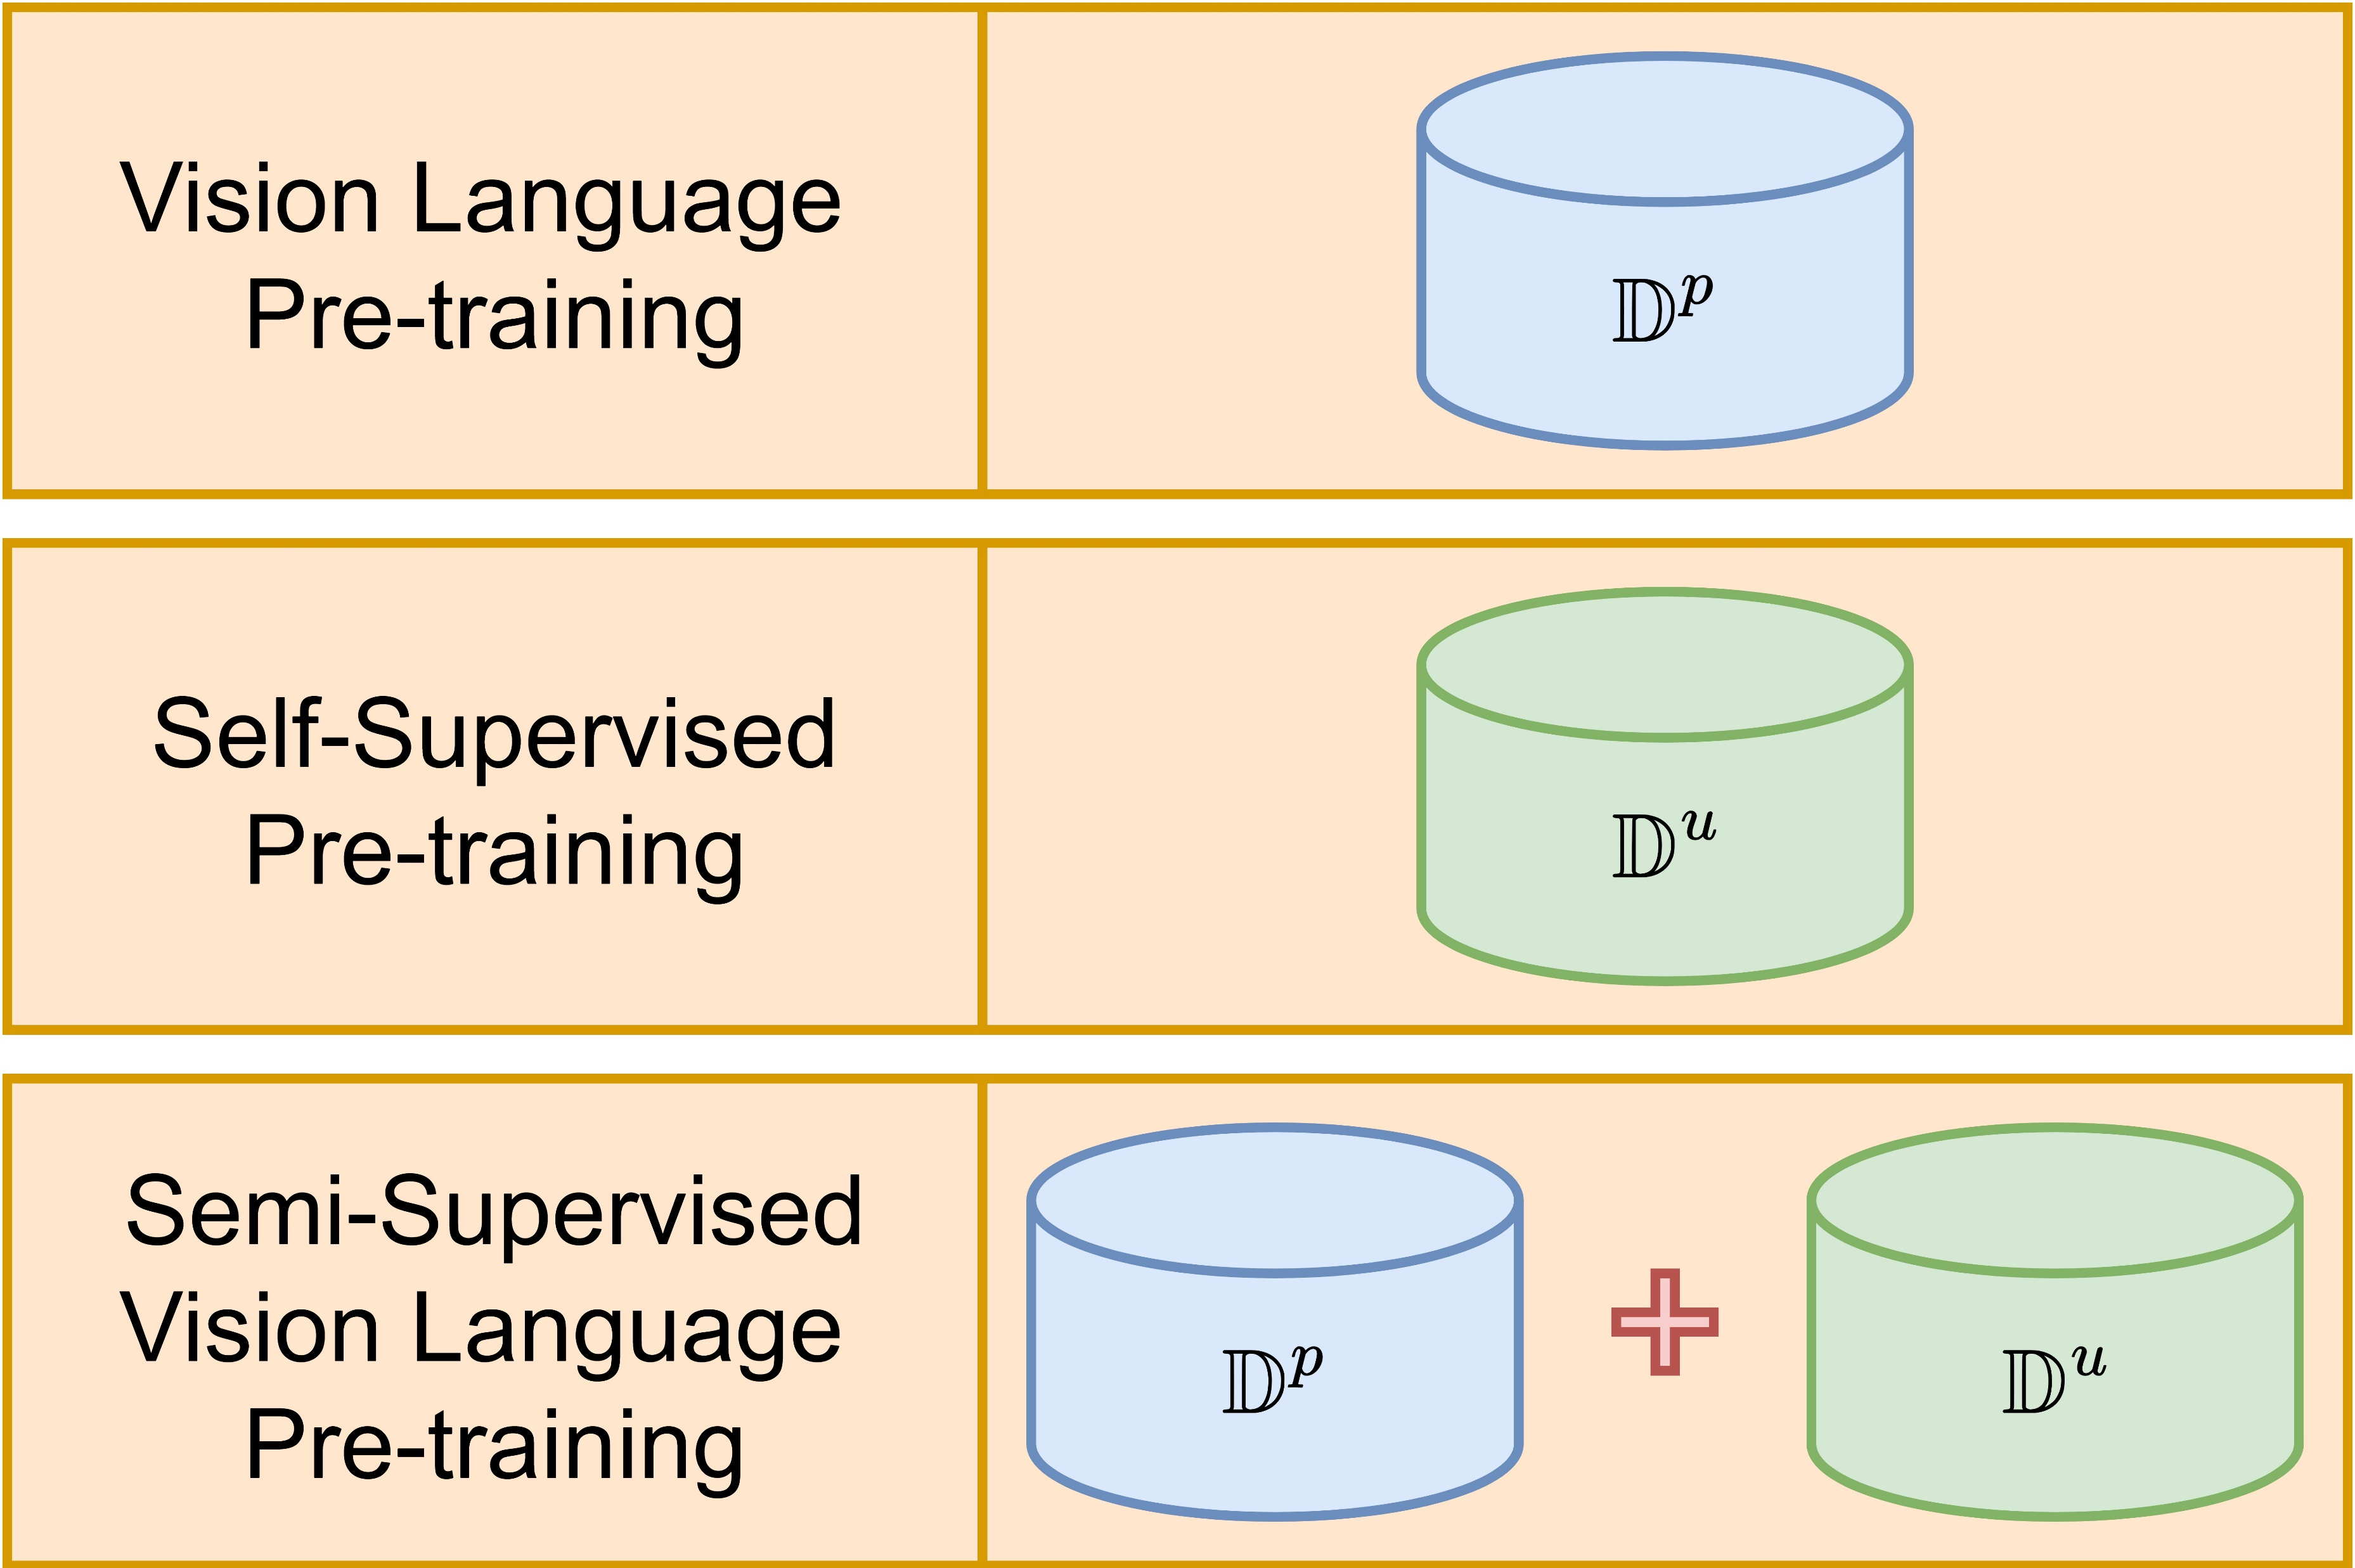 Vision Language
Pre-training
𝔻^p
Self-Supervised
Pre-training
𝔻^u
Semi-Supervised
Vision Language
Pre-training
𝔻^p
𝔻^u